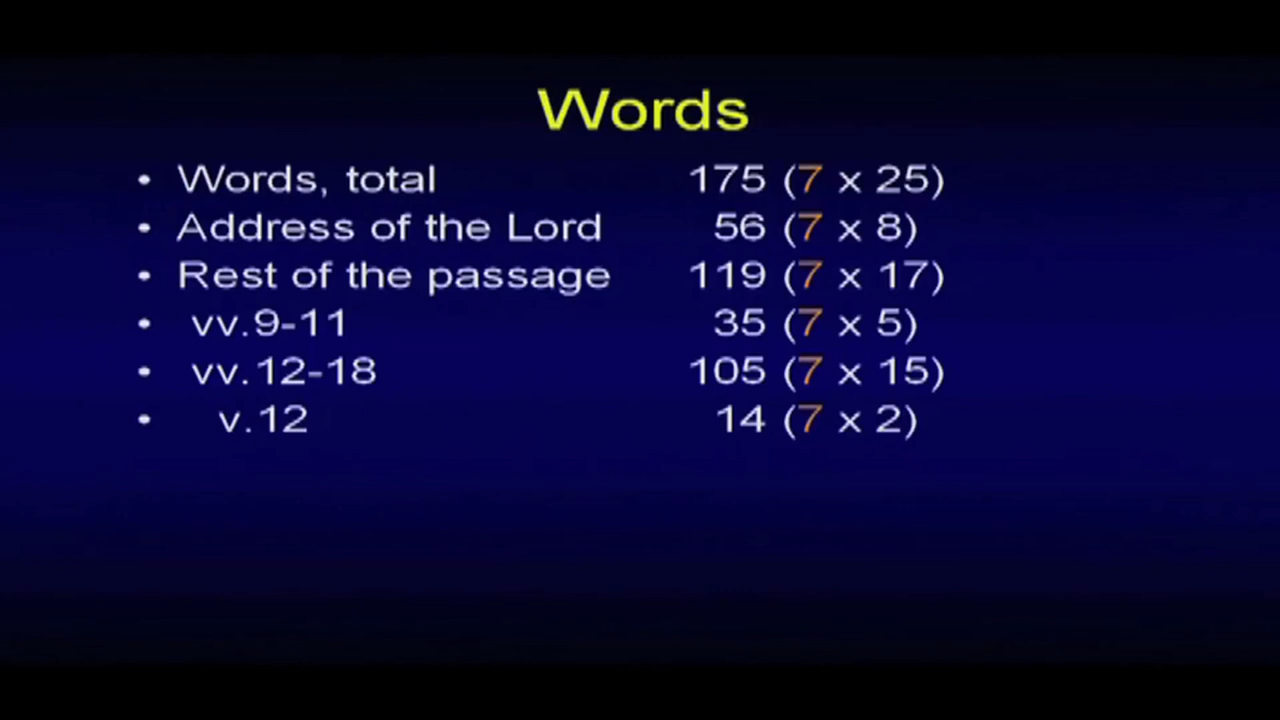 Words
• Words, total 175 (7 x 25)
• Address of the Lord 56 (7 x 8)
• Rest of the passage 119 (7 x 17)
• vv.9-11 35 (7 x 5)
• vv.12-18 105 (7 x 15)
• v.12 14 (7 x 2)